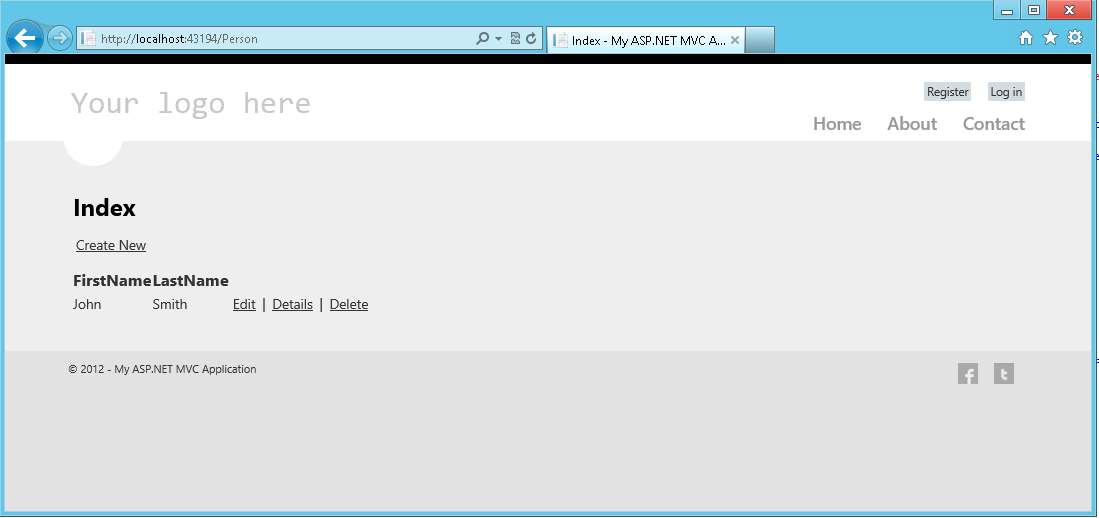 http://localhost:43194/Person
Index - My ASP.NET MVC A...
Your logo here
Register Log in
Home About Contact
Index
Create New
FirstName LastName
John Smith Edit | Details | Delete
© 2012 - My ASP.NET MVC Application